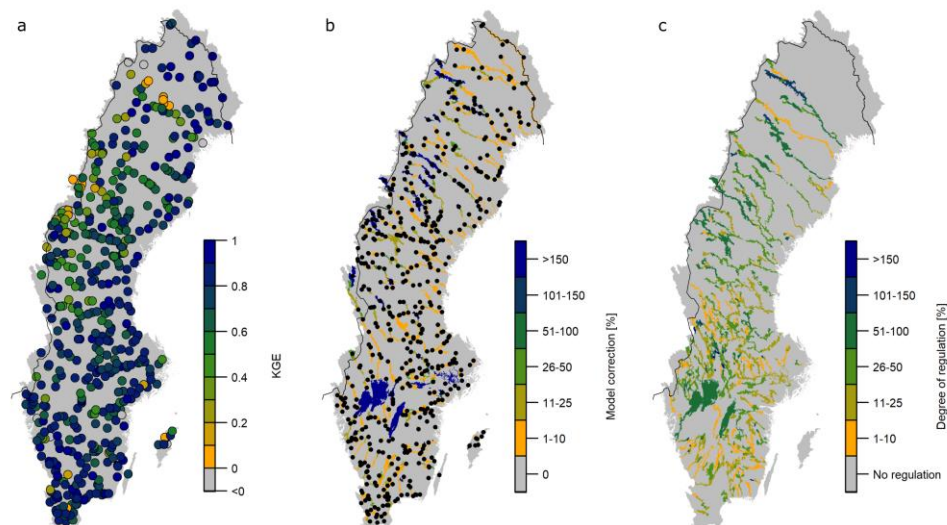 a
b
c
1
0.8
0.6
0.4
0.2
0
<0
KGE
>150
101-150
51-100
26-50
11-25
1-10
0
Model correction [%]
>150
101-150
51-100
26-50
11-25
1-10
No regulation
Degree of regulation [%]